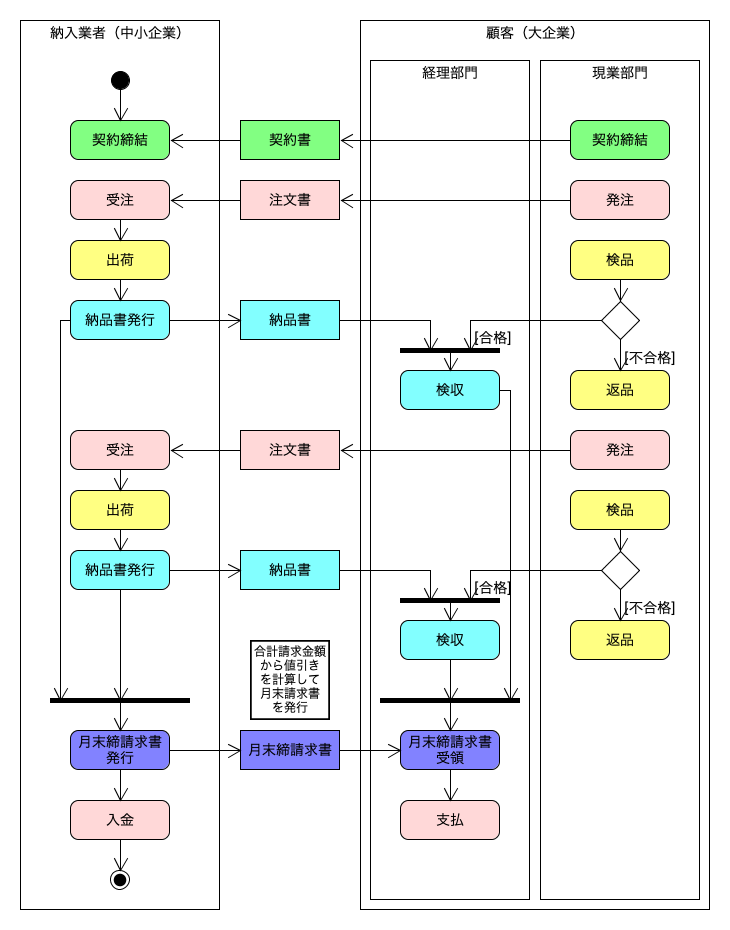 納入業者（中小企業）
顧客（大企業）
経理部門
現業部門
契約締結
契約書
契約締結
受注
注文書
発注
出荷
検品
納品書発行
納品書
[合格]
[不合格]
検収
返品
受注
注文書
発注
出荷
検品
納品書発行
納品書
[合格]
[不合格]
検収
返品
合計請求金額
から値引き
を計算して
月末請求書
を発行
月末締請求書
発行
月末締請求書
月末締請求書
受領
入金
支払